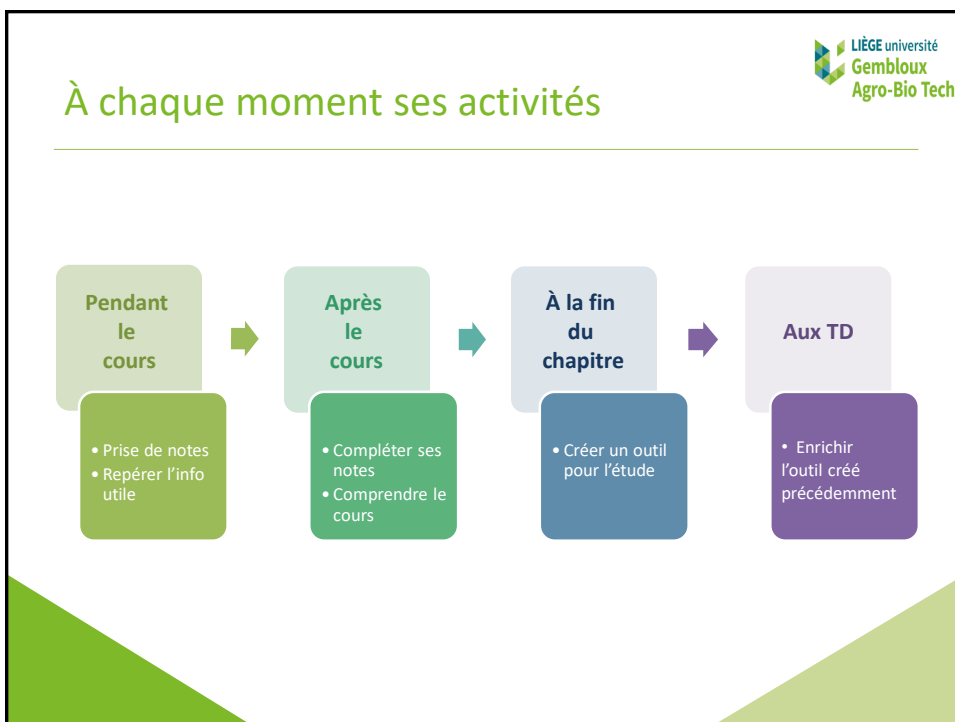 LIÈGE université
Gembloux
Agro-Bio Tech
À chaque moment ses activités
Pendant
le
cours
• Prise de notes
• Repérer l'info
utile
Après
le
cours
• Compléter ses
notes
• Comprendre le
cours
À la fin
du
chapitre
• Créer un outil
pour l'étude
Aux TD
• Enrichir
l'outil créé
précédemment